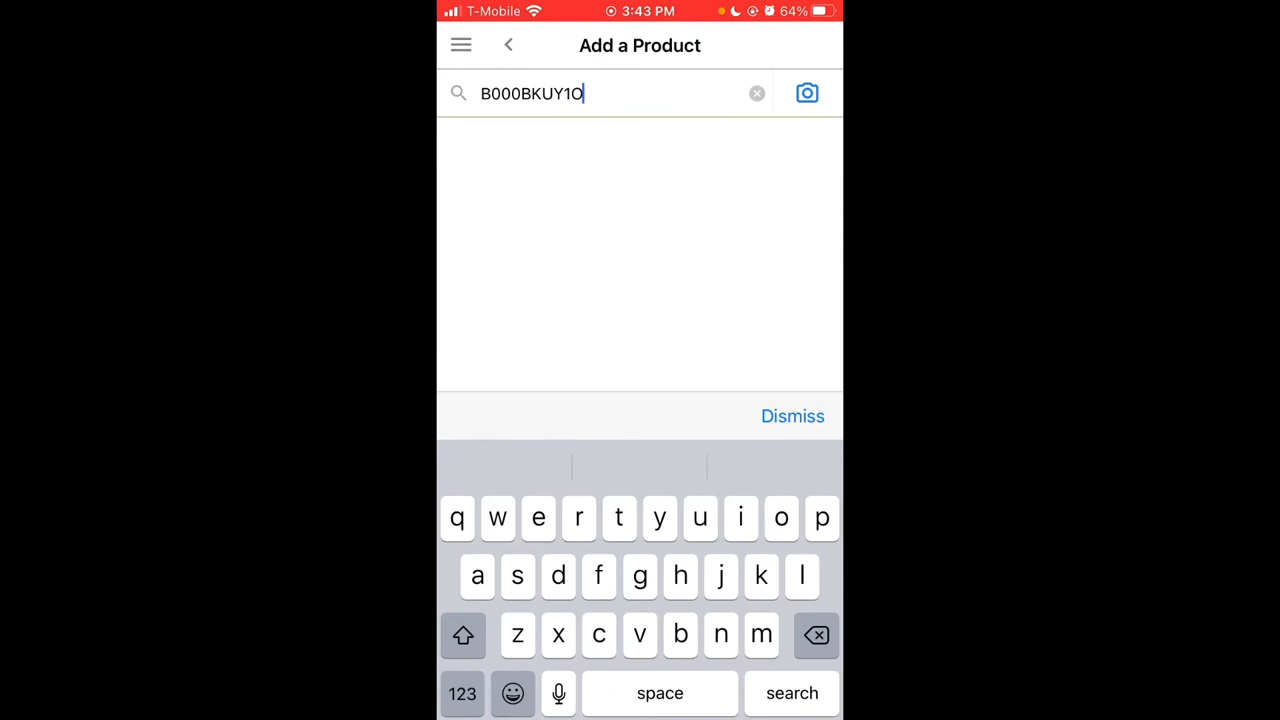 T-Mobile 3:43 PM 64%
Add a Product
B000BKUY1O
Dismiss
q w e r t y u i o p
a s d f g h j k l
z x c v b n m
123 space search